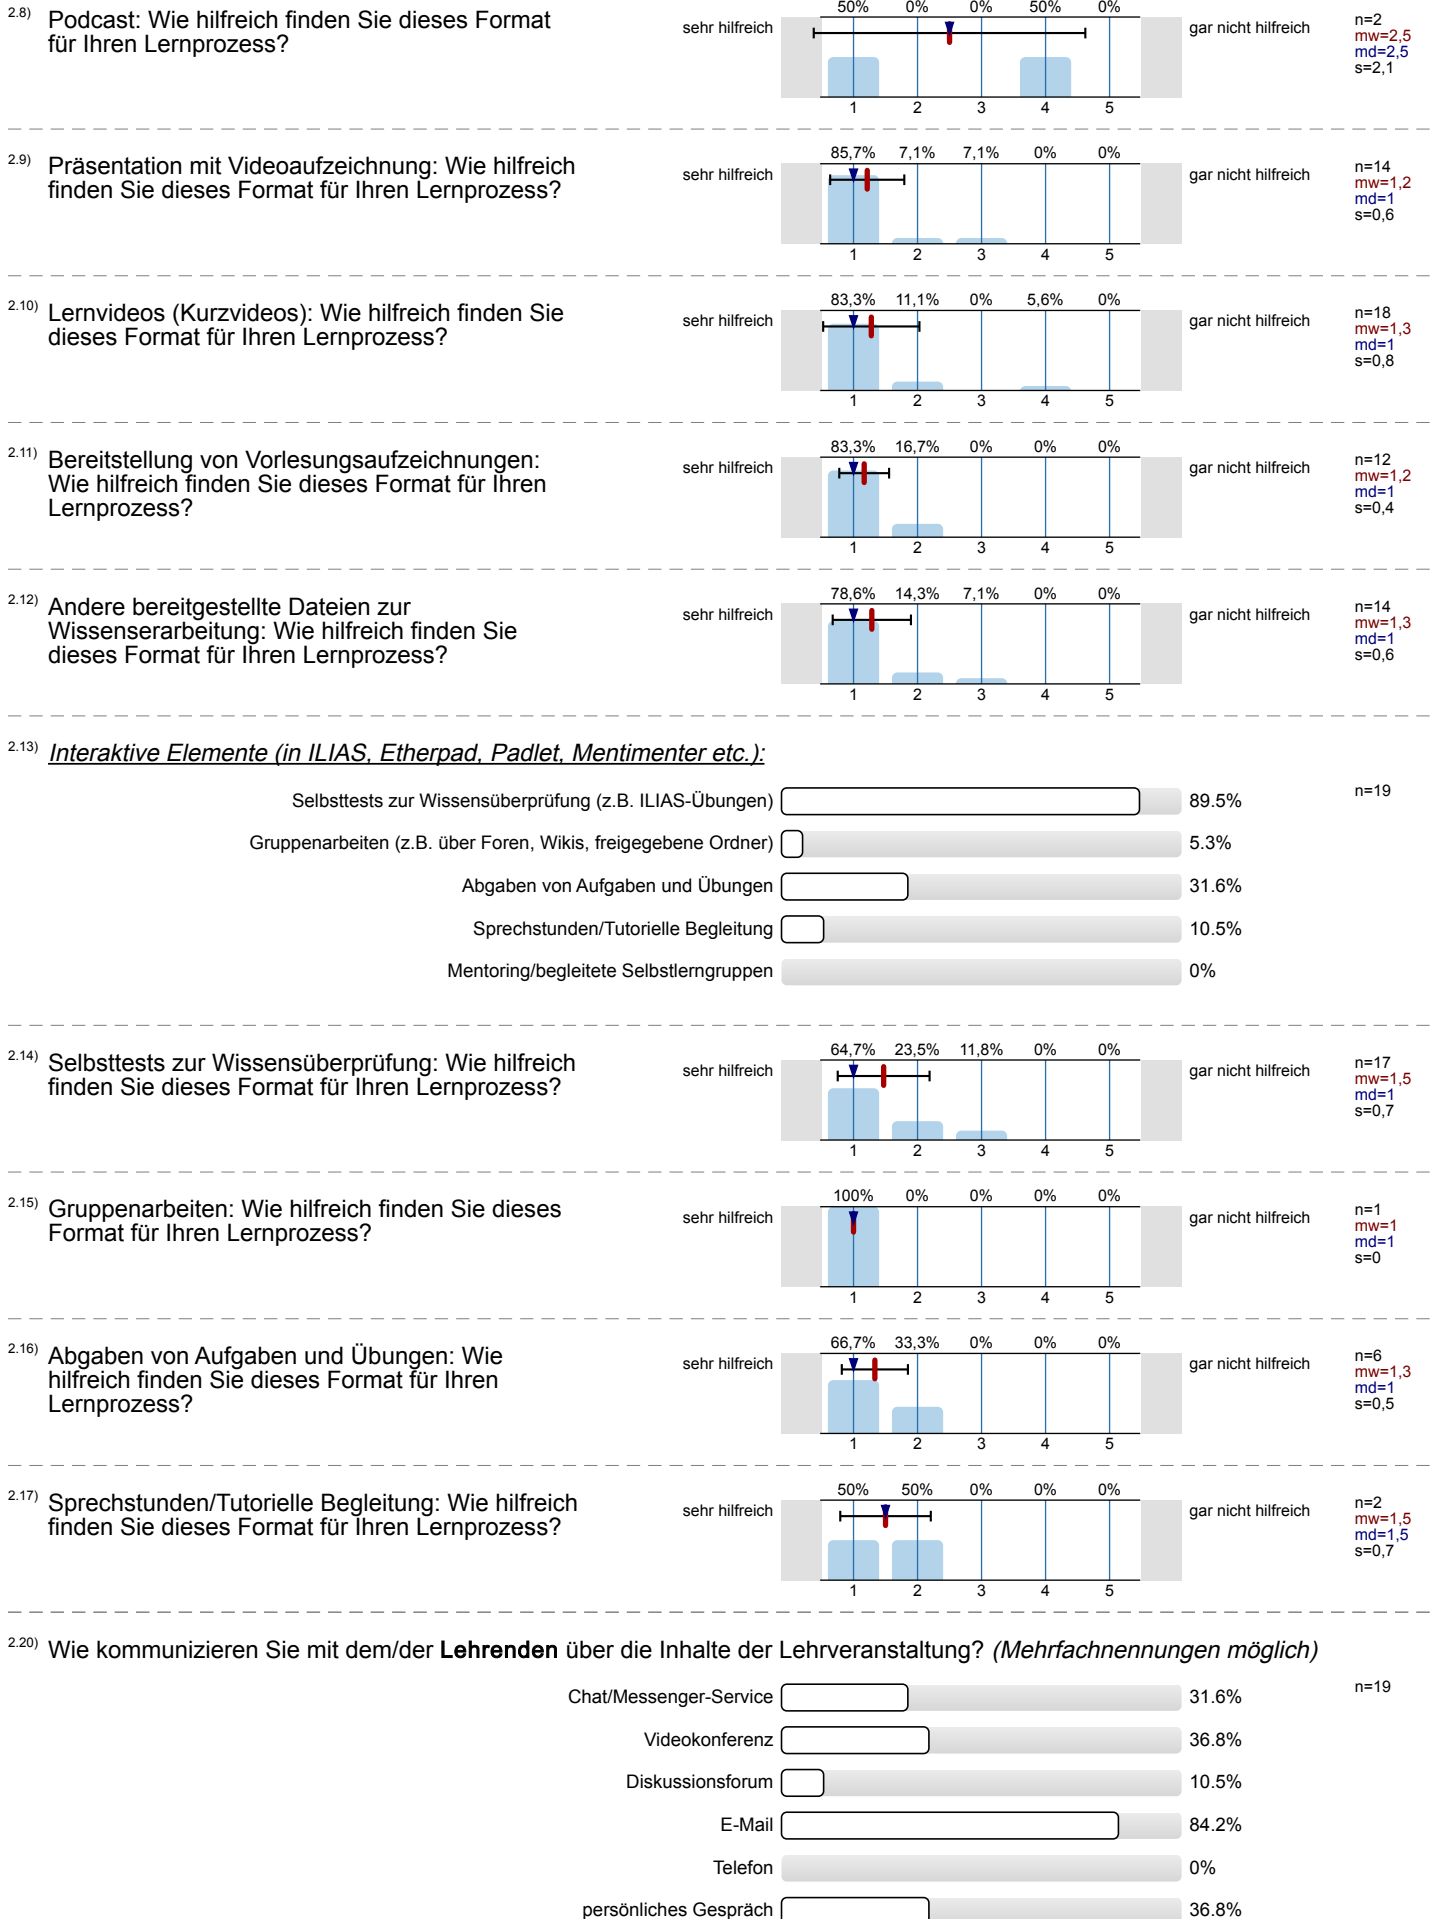 2.8) Podcast: Wie hilfreich finden Sie dieses Format
für Ihren Lernprozess?
50% 0% 0% 50% 0%
sehr hilfreich gar nicht hilfreich
n=2
mw=2,5
md=2,5
s=2,1
1 2 3 4 5
2.9) Präsentation mit Videoaufzeichnung: Wie hilfreich
finden Sie dieses Format für Ihren Lernprozess?
85,7% 7,1% 7,1% 0% 0%
sehr hilfreich gar nicht hilfreich
n=14
mw=1,2
md=1
s=0,6
1 2 3 4 5
2.10) Lernvideos (Kurzvideos): Wie hilfreich finden Sie
dieses Format für Ihren Lernprozess?
83,3% 11,1% 0% 5,6% 0%
sehr hilfreich gar nicht hilfreich
n=18
mw=1,3
md=1
s=0,8
1 2 3 4 5
2.11) Bereitstellung von Vorlesungsaufzeichnungen:
Wie hilfreich finden Sie dieses Format für Ihren
Lernprozess?
83,3% 16,7% 0% 0% 0%
sehr hilfreich gar nicht hilfreich
n=12
mw=1,2
md=1
s=0,4
1 2 3 4 5
2.12) Andere bereitgestellte Dateien zur
Wissenserarbeitung: Wie hilfreich finden Sie
dieses Format für Ihren Lernprozess?
78,6% 14,3% 7,1% 0% 0%
sehr hilfreich gar nicht hilfreich
n=14
mw=1,3
md=1
s=0,6
1 2 3 4 5
2.13) Interaktive Elemente (in ILIAS, Etherpad, Padlet, Mentimenter etc.):
n=19
Selbsttests zur Wissensüberprüfung (z.B. ILIAS-Übungen) 89.5%
Gruppenarbeiten (z.B. über Foren, Wikis, freigegebene Ordner) 5.3%
Abgaben von Aufgaben und Übungen 31.6%
Sprechstunden/Tutorielle Begleitung 10.5%
Mentoring/begleitete Selbstlerngruppen 0%
2.14) Selbsttests zur Wissensüberprüfung: Wie hilfreich
finden Sie dieses Format für Ihren Lernprozess?
64,7% 23,5% 11,8% 0% 0%
sehr hilfreich gar nicht hilfreich
n=17
mw=1,5
md=1
s=0,7
1 2 3 4 5
2.15) Gruppenarbeiten: Wie hilfreich finden Sie dieses
Format für Ihren Lernprozess?
100% 0% 0% 0% 0%
sehr hilfreich gar nicht hilfreich
n=1
mw=1
md=1
s=0
1 2 3 4 5
2.16) Abgaben von Aufgaben und Übungen: Wie
hilfreich finden Sie dieses Format für Ihren
Lernprozess?
66,7% 33,3% 0% 0% 0%
sehr hilfreich gar nicht hilfreich
n=6
mw=1,3
md=1
s=0,5
1 2 3 4 5
2.17) Sprechstunden/Tutorielle Begleitung: Wie hilfreich
finden Sie dieses Format für Ihren Lernprozess?
50% 50% 0% 0% 0%
sehr hilfreich gar nicht hilfreich
n=2
mw=1,5
md=1,5
s=0,7
1 2 3 4 5
2.20) Wie kommunizieren Sie mit dem/der Lehrenden über die Inhalte der Lehrveranstaltung? (Mehrfachnennungen möglich)
n=19
Chat/Messenger-Service 31.6%
Videokonferenz 36.8%
Diskussionsforum 10.5%
E-Mail 84.2%
Telefon 0%
persönliches Gespräch 36.8%